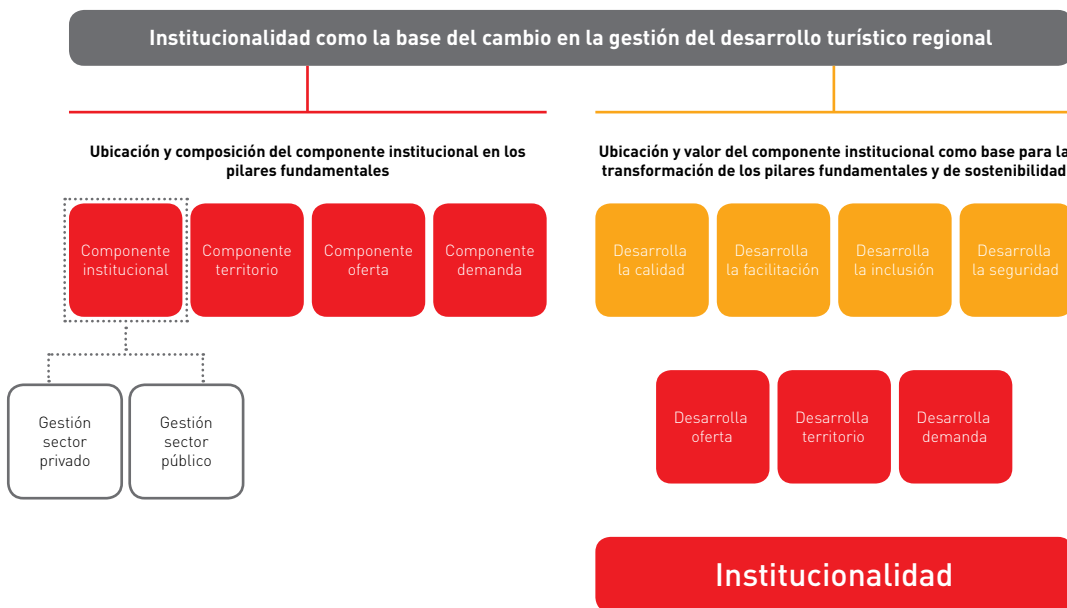 Institucionalidad como la base del cambio en la gestión del desarrollo turístico regional
Ubicación y composición del componente institucional en los
pilares fundamentales
Componente
institucional
Componente
territorio
Componente
oferta
Componente
demanda
Gestión
sector
privado
Gestión
sector
público
Ubicación y valor del componente institucional como base para la
transformación de los pilares fundamentales y de sostenibilidad
Desarrolla
la calidad
Desarrolla
la facilitación
Desarrolla
la inclusión
Desarrolla
la seguridad
Desarrolla
oferta
Desarrolla
territorio
Desarrolla
demanda
Institucionalidad